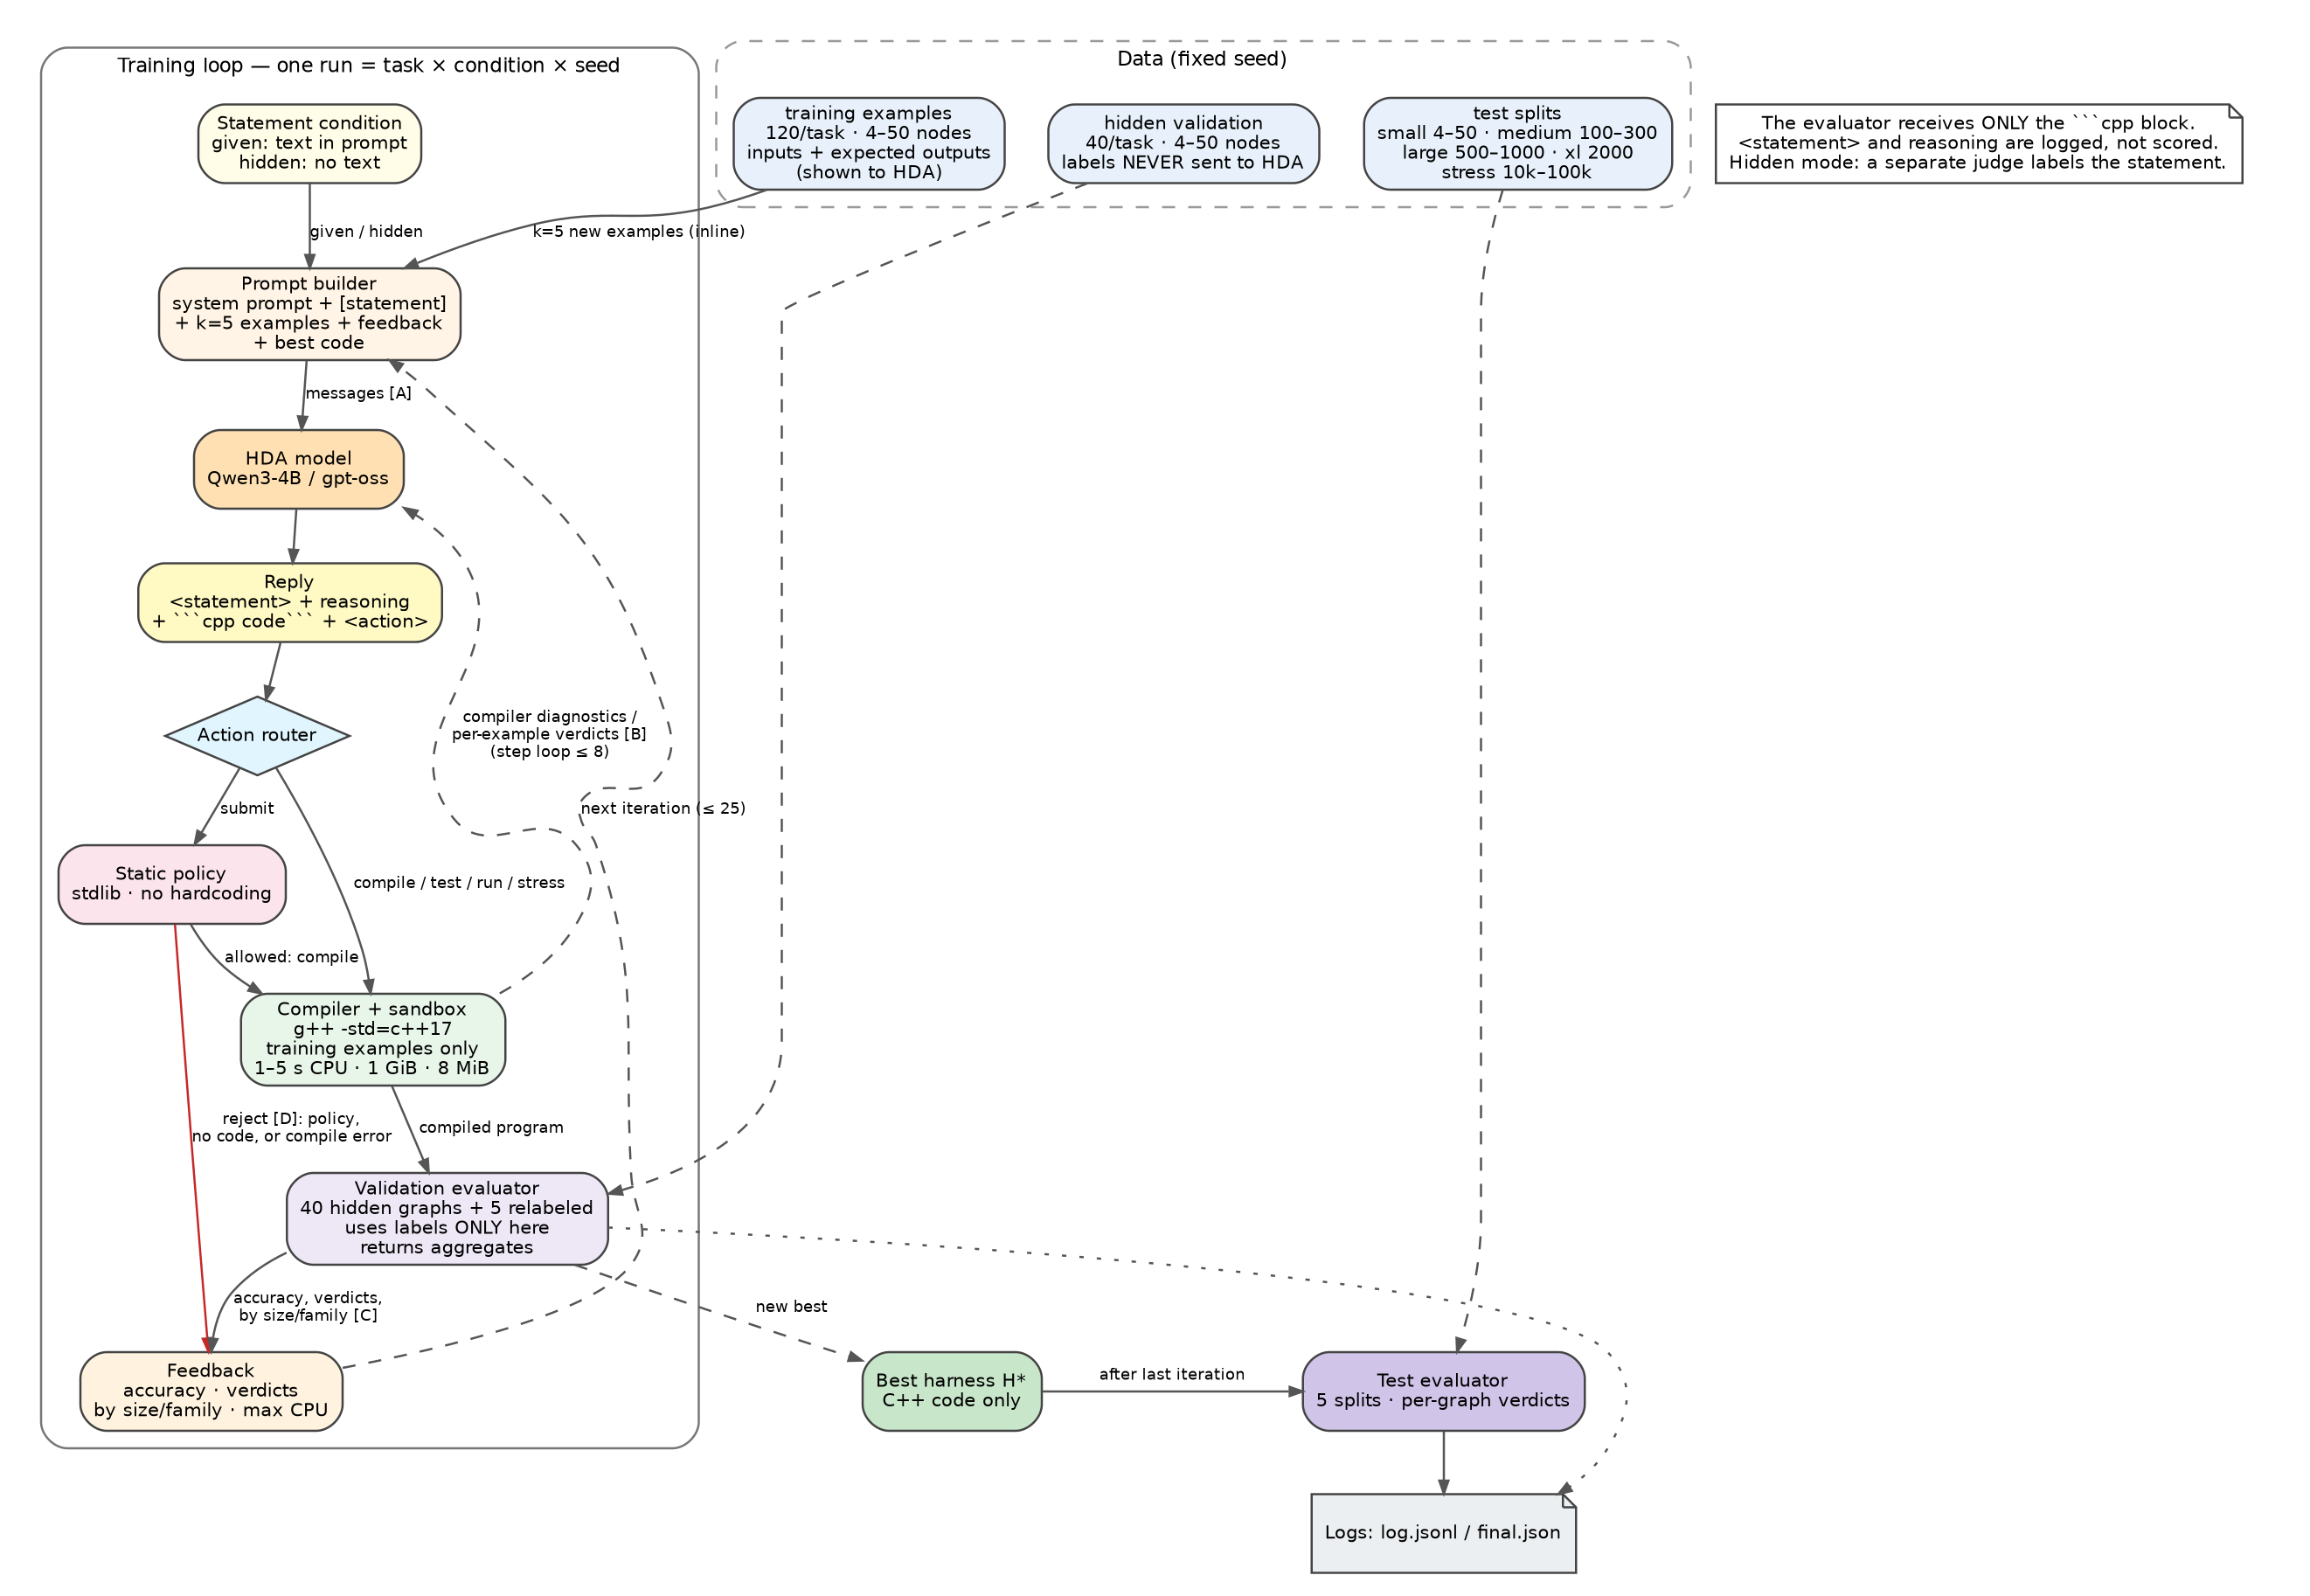 Training loop — one run = task × condition × seed
Statement condition
given: text in prompt
hidden: no text
given / hidden
Data (fixed seed)
training examples
120/task · 4–50 nodes
inputs + expected outputs
(shown to HDA)
hidden validation
40/task · 4–50 nodes
labels NEVER sent to HDA
test splits
small 4–50 · medium 100–300
large 500–1000 · xl 2000
stress 10k–100k
The evaluator receives ONLY the ```cpp block.
<statement> and reasoning are logged, not scored.
Hidden mode: a separate judge labels the statement.
k=5 new examples (inline)
Prompt builder
system prompt + [statement]
+ k=5 examples + feedback
+ best code
messages [A]
HDA model
Qwen3-4B / gpt-oss
Reply
<statement> + reasoning
+ ```cpp code``` + <action>
Action router
compiler diagnostics /
per-example verdicts [B]
(step loop ≤ 8)
submit
next iteration (≤ 25)
Static policy
stdlib · no hardcoding
compile / test / run / stress
allowed: compile
Compiler + sandbox
g++ -std=c++17
training examples only
1–5 s CPU · 1 GiB · 8 MiB
reject [D]: policy,
no code, or compile error
compiled program
Validation evaluator
40 hidden graphs + 5 relabeled
uses labels ONLY here
returns aggregates
accuracy, verdicts,
by size/family [C]
new best
Feedback
accuracy · verdicts
by size/family · max CPU
Best harness H*
C++ code only
after last iteration
Test evaluator
5 splits · per-graph verdicts
Logs: log.jsonl / final.json